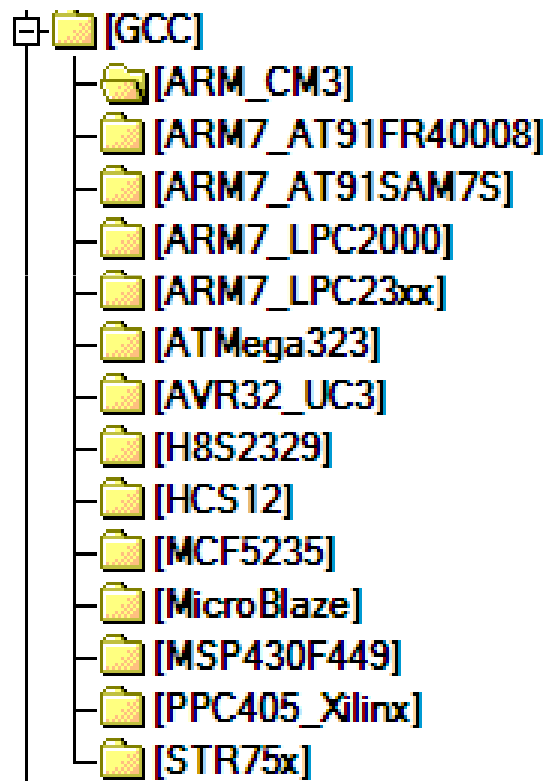 [GCC]
[ARM_CM3]
[ARM7_AT91FR40008]
[ARM7_AT91SAM7S]
[ARM7_LPC2000]
[ARM7_LPC23xx]
[ATMega323]
[AVR32_UC3]
[H8S2329]
[HCS12]
[MCF5235]
[MicroBlaze]
[MSP430F449]
[PPC405_Xilinx]
[STR75x]